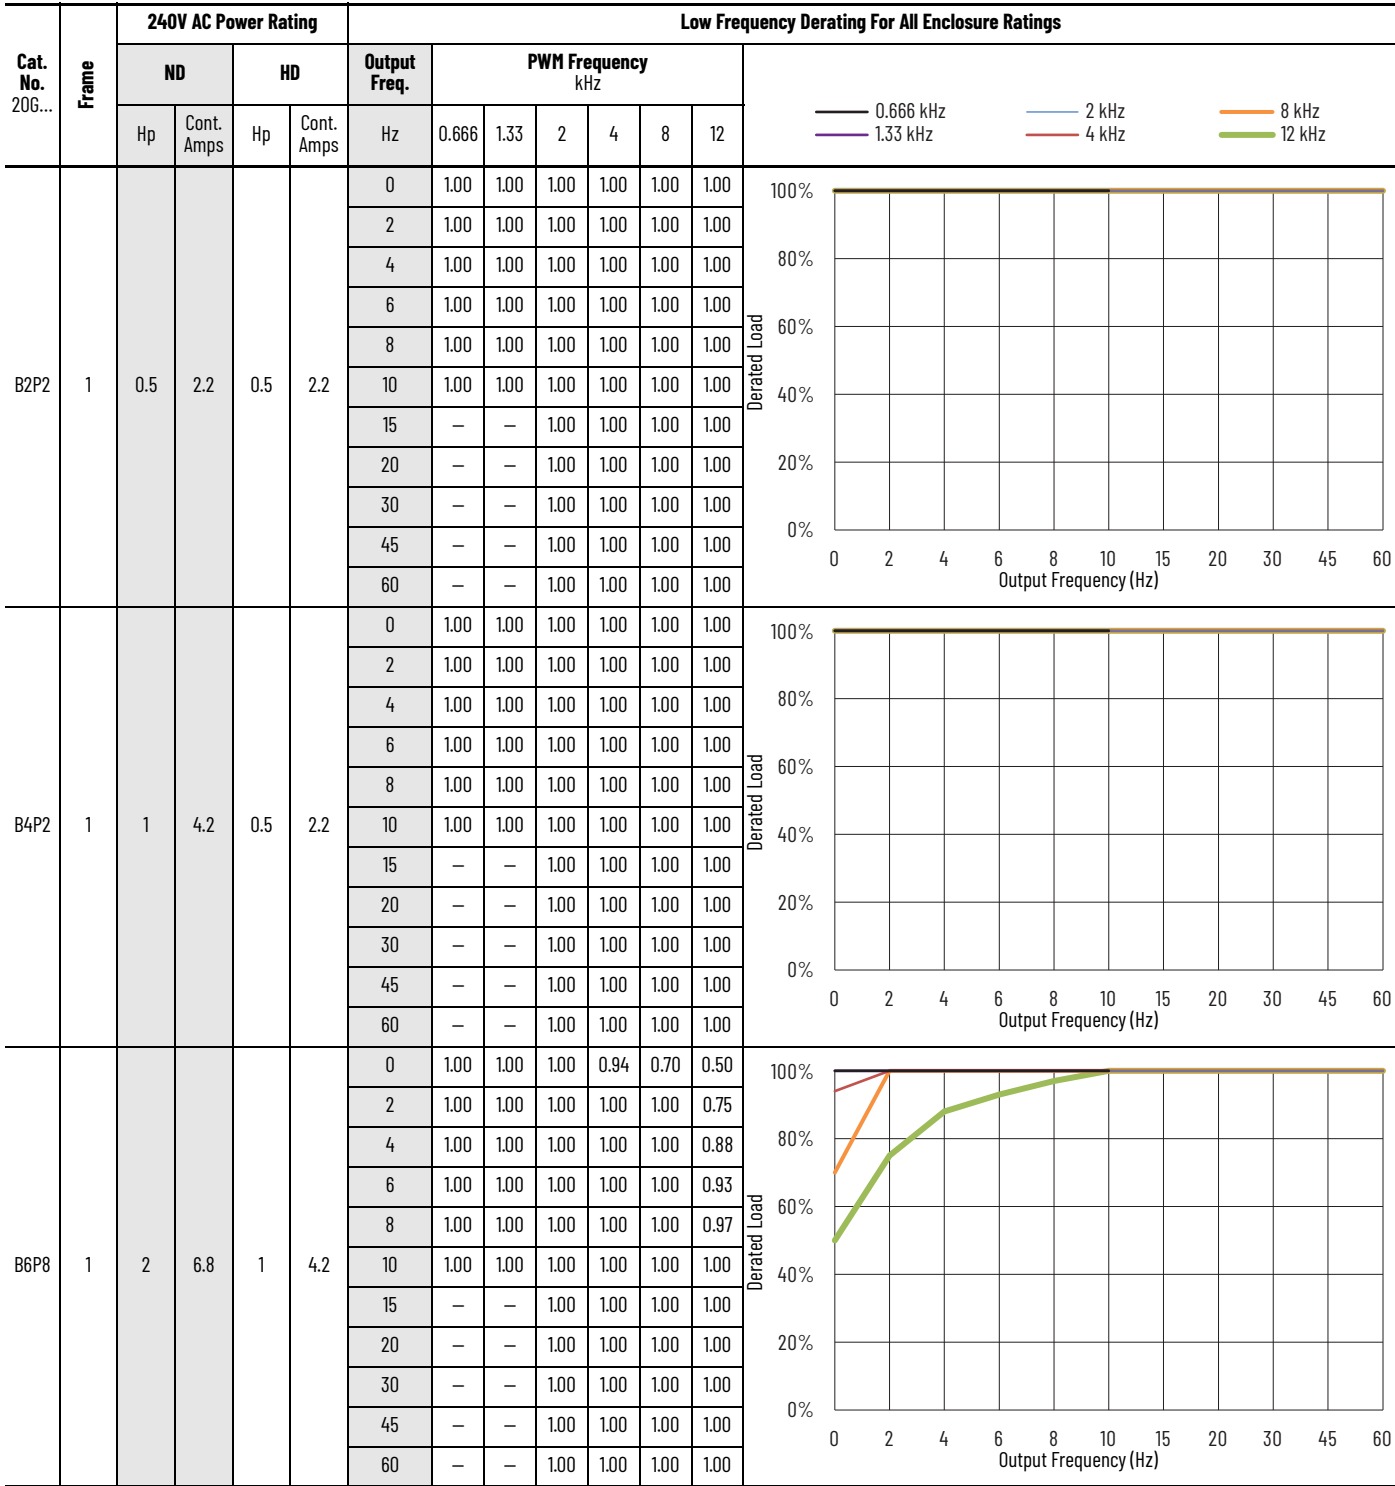 240V AC Power Rating Low Frequency Derating For All Enclosure Ratings
Cat. No. 20G... Frame ND HD Output Freq. PWM Frequency kHz
Hp Cont. Amps Hp Cont. Amps Hz 0.666 1.33 2 4 8 12
0.666 kHz 2 kHz 8 kHz
1.33 kHz 4 kHz 12 kHz
B2P2 1 0.5 2.2 0.5 2.2
0 1.00 1.00 1.00 1.00 1.00 1.00
2 1.00 1.00 1.00 1.00 1.00 1.00
4 1.00 1.00 1.00 1.00 1.00 1.00
6 1.00 1.00 1.00 1.00 1.00 1.00
8 1.00 1.00 1.00 1.00 1.00 1.00
10 1.00 1.00 1.00 1.00 1.00 1.00
15 – – 1.00 1.00 1.00 1.00
20 – – 1.00 1.00 1.00 1.00
30 – – 1.00 1.00 1.00 1.00
45 – – 1.00 1.00 1.00 1.00
60 – – 1.00 1.00 1.00 1.00
Derated Load
100%
80%
60%
40%
20%
0%
0 2 4 6 8 10 15 20 30 45 60
Output Frequency (Hz)
B4P2 1 1 4.2 0.5 2.2
0 1.00 1.00 1.00 1.00 1.00 1.00
2 1.00 1.00 1.00 1.00 1.00 1.00
4 1.00 1.00 1.00 1.00 1.00 1.00
6 1.00 1.00 1.00 1.00 1.00 1.00
8 1.00 1.00 1.00 1.00 1.00 1.00
10 1.00 1.00 1.00 1.00 1.00 1.00
15 – – 1.00 1.00 1.00 1.00
20 – – 1.00 1.00 1.00 1.00
30 – – 1.00 1.00 1.00 1.00
45 – – 1.00 1.00 1.00 1.00
60 – – 1.00 1.00 1.00 1.00
Derated Load
100%
80%
60%
40%
20%
0%
0 2 4 6 8 10 15 20 30 45 60
Output Frequency (Hz)
B6P8 1 2 6.8 1 4.2
0 1.00 1.00 1.00 0.94 0.70 0.50
2 1.00 1.00 1.00 1.00 1.00 0.75
4 1.00 1.00 1.00 1.00 1.00 0.88
6 1.00 1.00 1.00 1.00 1.00 0.93
8 1.00 1.00 1.00 1.00 1.00 0.97
10 1.00 1.00 1.00 1.00 1.00 1.00
15 – – 1.00 1.00 1.00 1.00
20 – – 1.00 1.00 1.00 1.00
30 – – 1.00 1.00 1.00 1.00
45 – – 1.00 1.00 1.00 1.00
60 – – 1.00 1.00 1.00 1.00
Derated Load
100%
80%
60%
40%
20%
0%
0 2 4 6 8 10 15 20 30 45 60
Output Frequency (Hz)